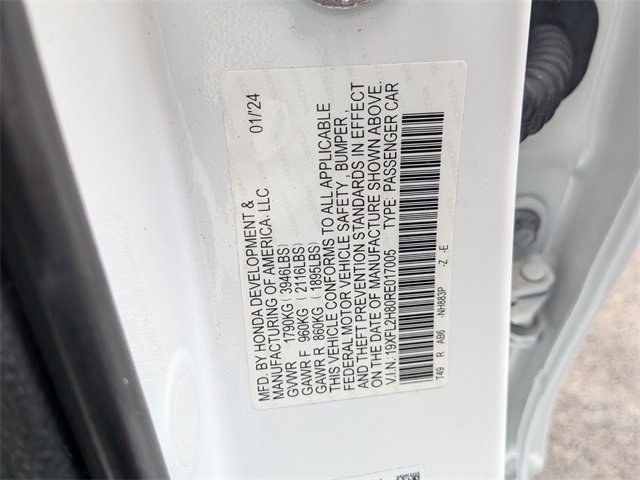 MFD. BY HONDA DEVELOPMENT & 01/'24
MANUFACTURING OF AMERICA, LLC
GVWR 1790KG ( 3946LBS)
GAWR F 960KG ( 2116LBS)
GAWR R 860KG ( 1895LBS)
THIS VEHICLE CONFORMS TO ALL APPLICABLE
FEDERAL MOTOR VEHICLE SAFETY , BUMPER ,
AND THEFT PREVENTION STANDARDS IN EFFECT
ON THE DATE OF MANUFACTURE SHOWN ABOVE.
V.I.N.: 19XFL2H80RE017005 TYPE: PASSENGER CAR
T49 R AB6 -NH883P -Z -E